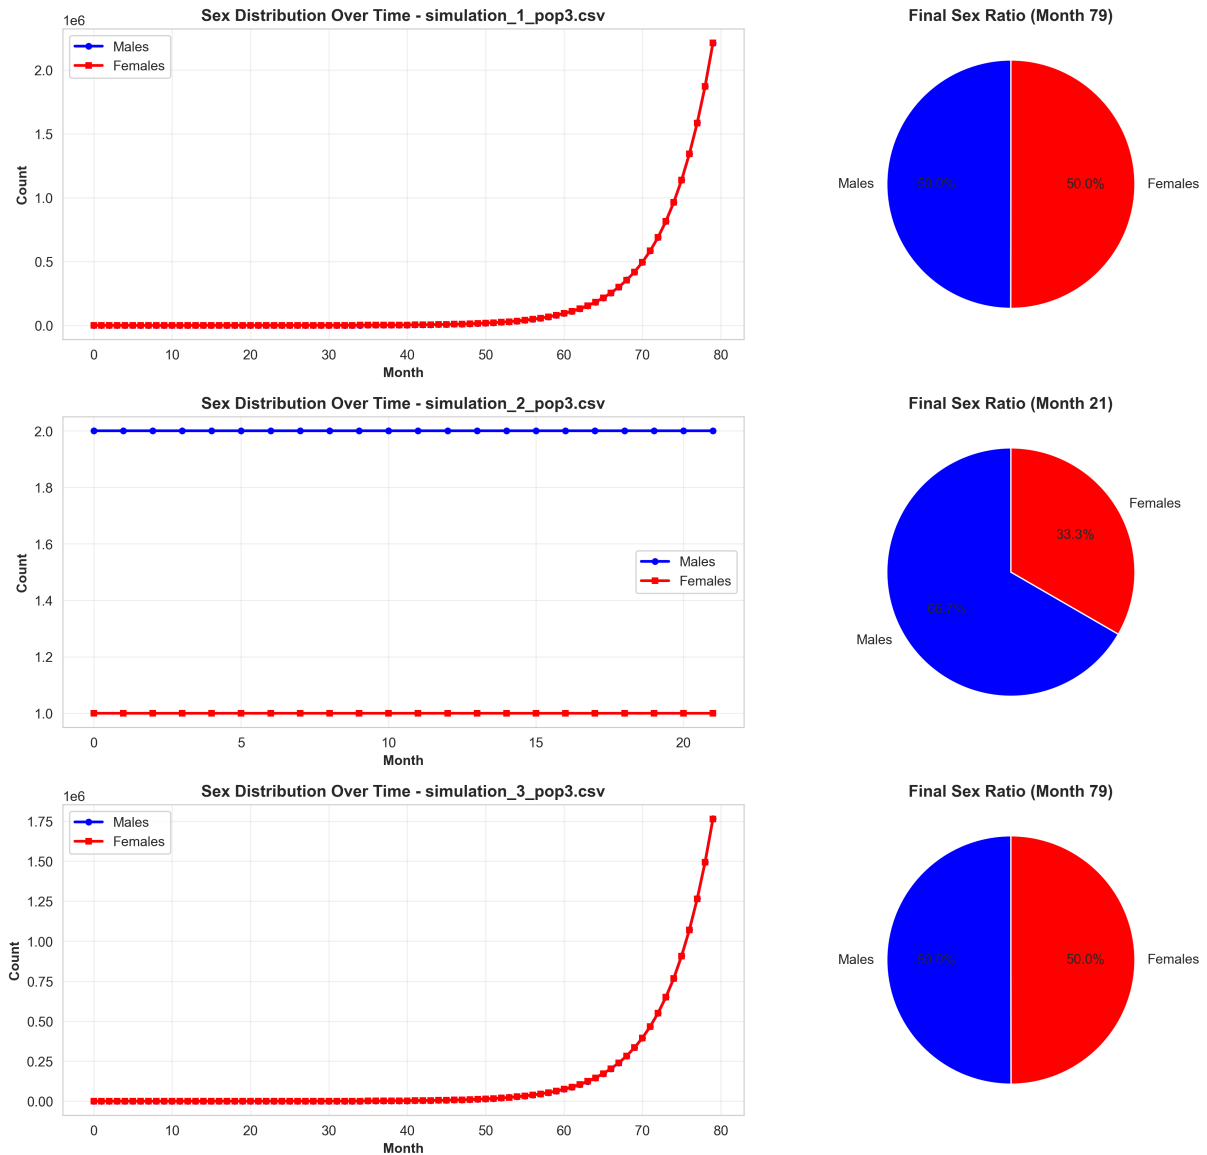 Sex Distribution Over Time - simulation_1_pop3.csv
1e6
Males
Females
2.0
1.5
1.0
0.5
0.0
Count
0 10 20 30 40 50 60 70 80
Month
Final Sex Ratio (Month 79)
Males
50.0%
50.0%
Females
Sex Distribution Over Time - simulation_2_pop3.csv
2.0
1.8
1.6
1.4
1.2
1.0
Count
Males
Females
0 5 10 15 20
Month
Final Sex Ratio (Month 21)
Females
33.3%
66.7%
Males
Sex Distribution Over Time - simulation_3_pop3.csv
1e6
Males
Females
1.75
1.50
1.25
1.00
0.75
0.50
0.25
0.00
Count
0 10 20 30 40 50 60 70 80
Month
Final Sex Ratio (Month 79)
Males
50.0%
50.0%
Females